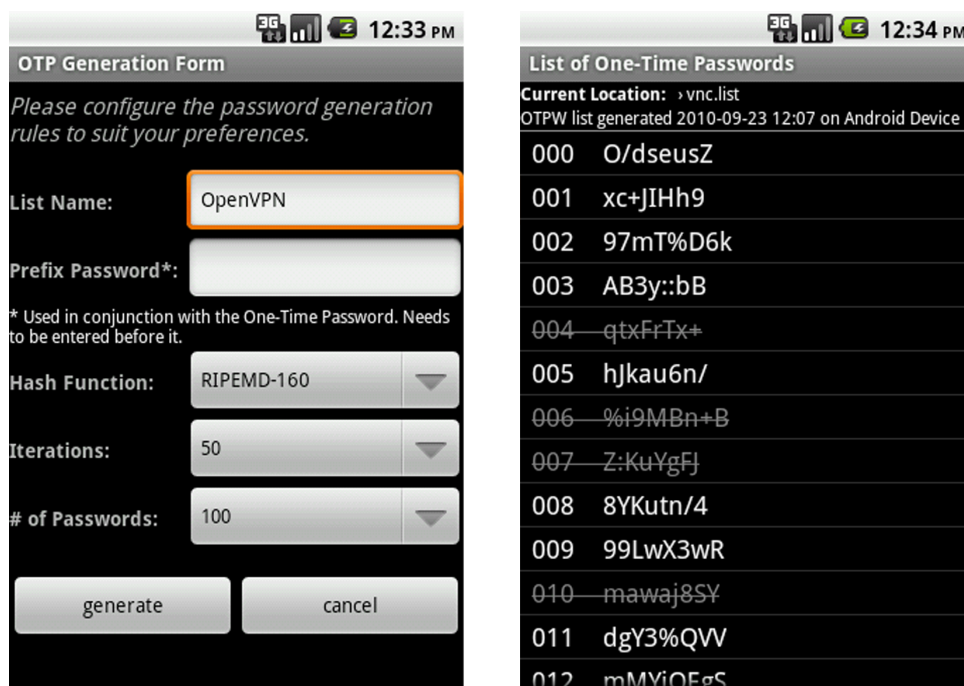 3G 12:33 PM
OTP Generation Form
Please configure the password generation
rules to suit your preferences.
List Name: OpenVPN
Prefix Password*:
* Used in conjunction with the One-Time Password. Needs
to be entered before it.
Hash Function: RIPEMD-160
Iterations: 50
# of Passwords: 100
generate cancel
3G 12:34 PM
List of One-Time Passwords
Current Location: › vnc.list
OTPW list generated 2010-09-23 12:07 on Android Device
000 O/dseusZ
001 xc+JIHh9
002 97mT%D6k
003 AB3y::bB
004 qtxFrTx+
005 hJkau6n/
006 %i9MBn+B
007 Z:KuYgFJ
008 8YKutn/4
009 99LwX3wR
010 mawaj8SY
011 dgY3%QVV
012